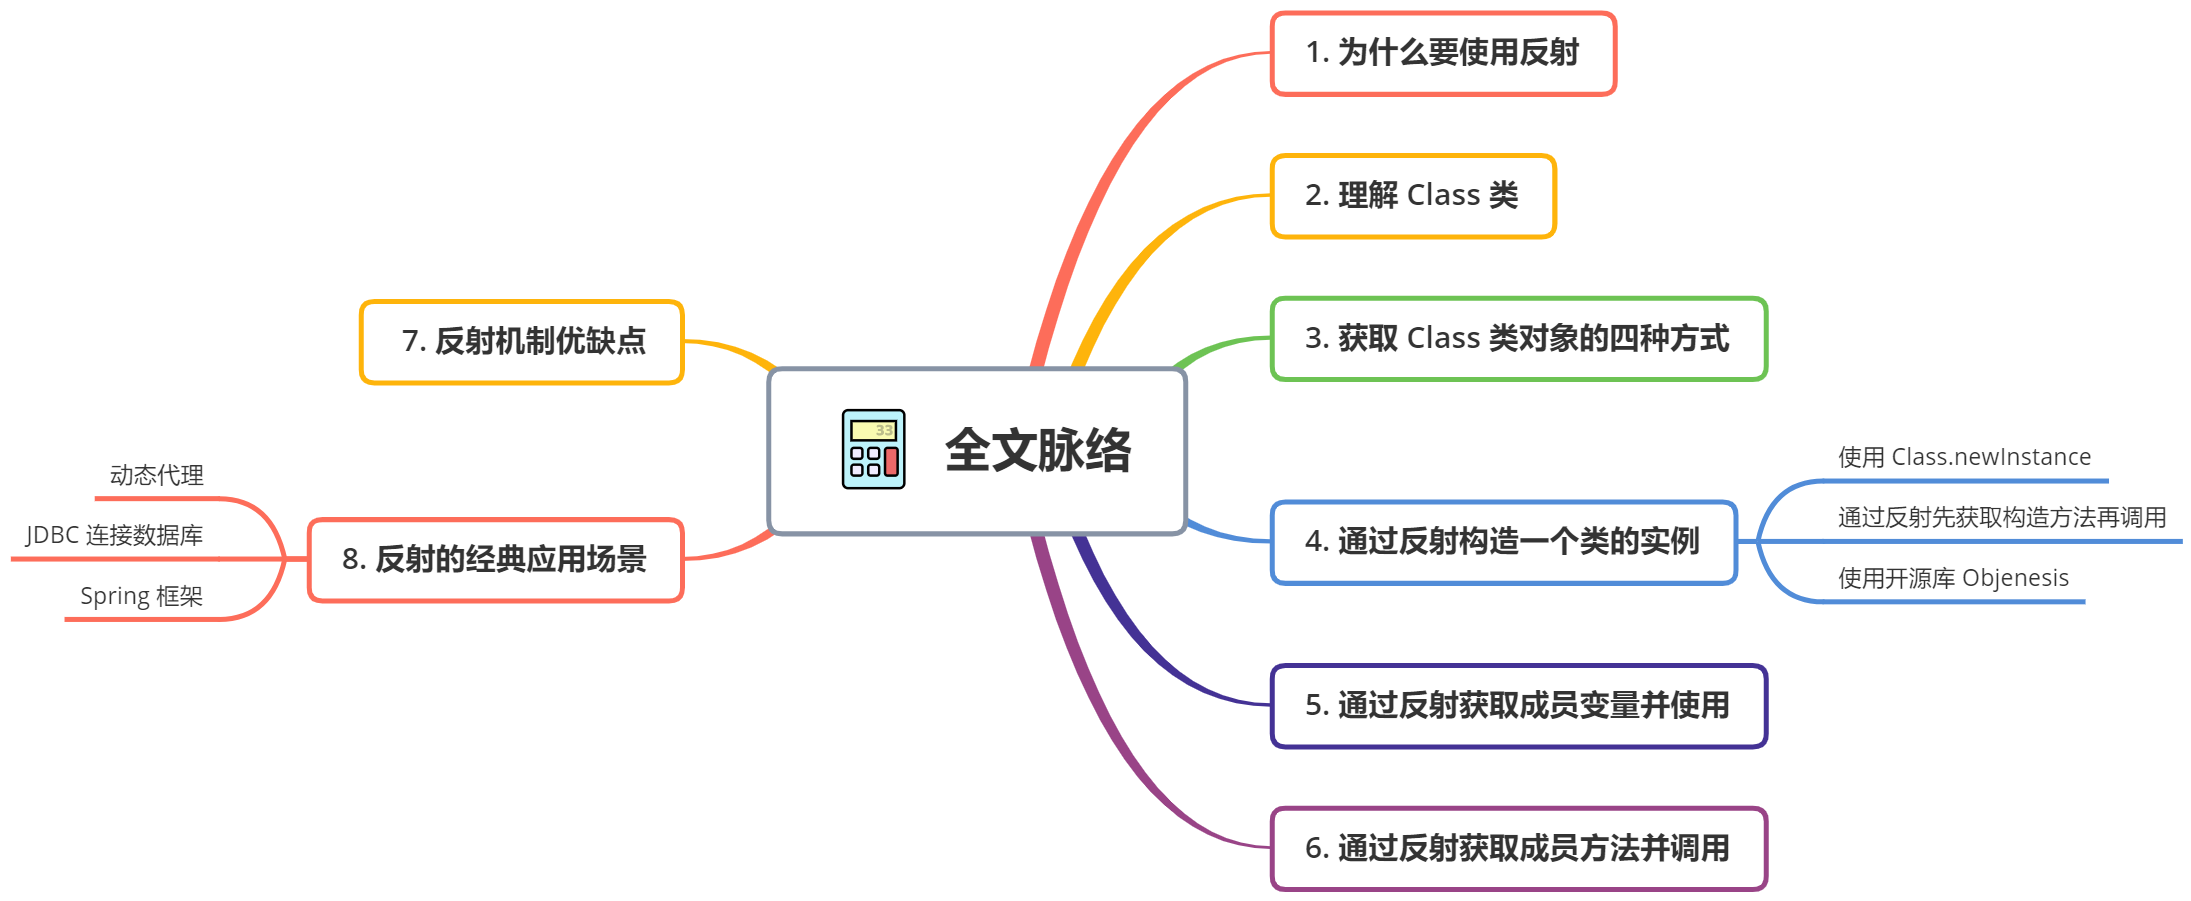 全文脉络
33
1. 为什么要使用反射
2. 理解 Class 类
3. 获取 Class 类对象的四种方式
4. 通过反射构造一个类的实例
使用 Class.newInstance
通过反射先获取构造方法再调用
使用开源库 Objenesis
5. 通过反射获取成员变量并使用
6. 通过反射获取成员方法并调用
7. 反射机制优缺点
8. 反射的经典应用场景
动态代理
JDBC 连接数据库
Spring 框架